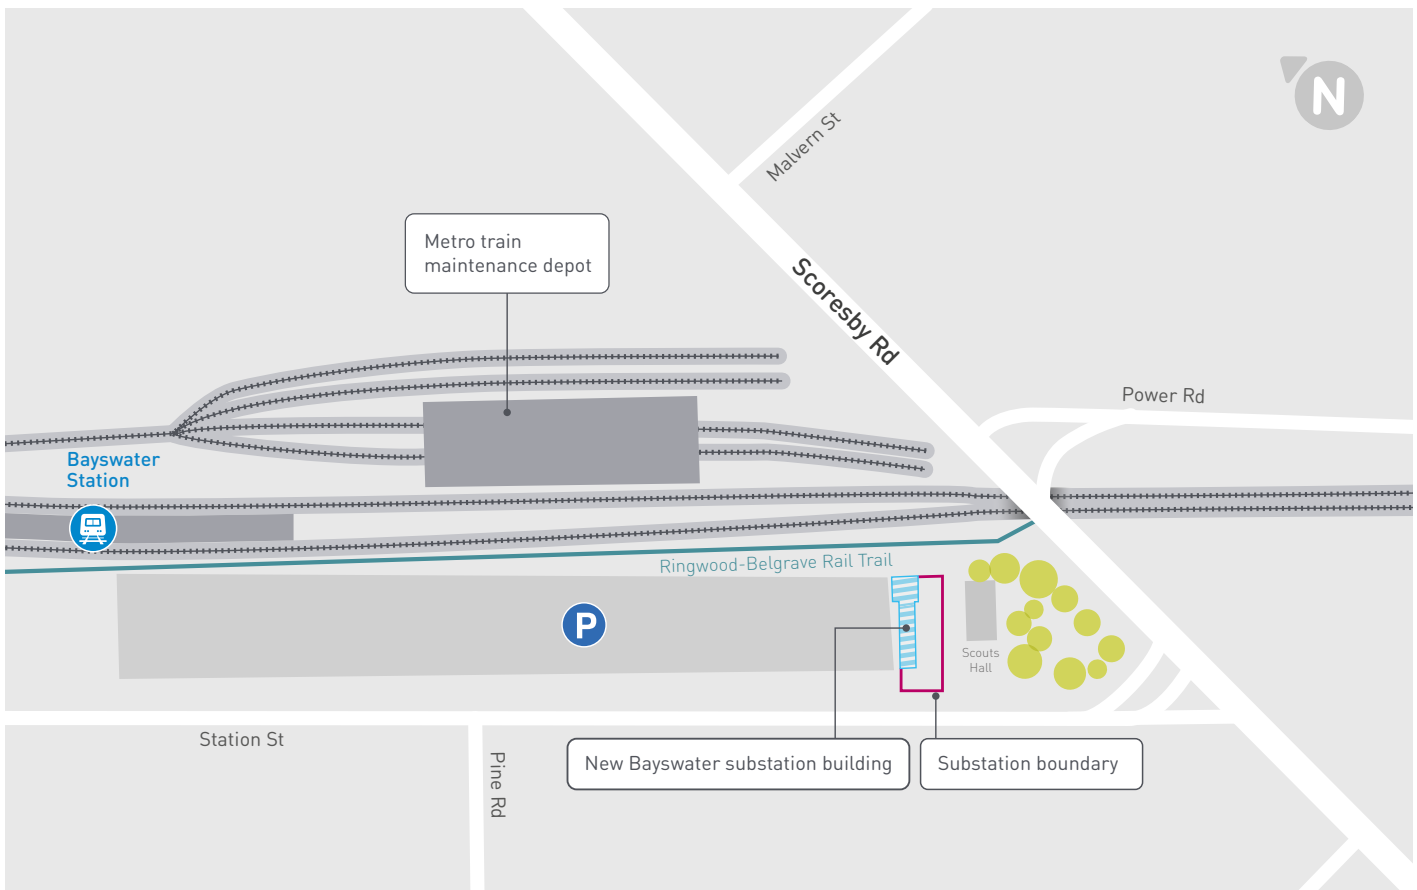 N
Malvern St
Metro train
maintenance depot
Scoresby Rd
Power Rd
Bayswater
Station
Ringwood-Belgrave Rail Trail
P
Scouts
Hall
Station St
Pine Rd
New Bayswater substation building
Substation boundary